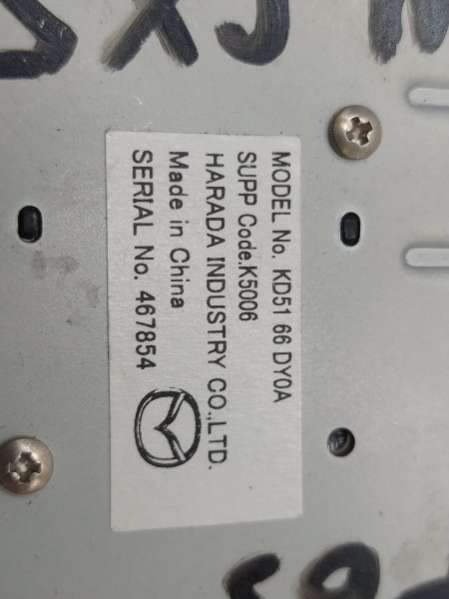 MODEL No. KD51 66 DY0A
SUPP Code.K5006
HARADA INDUSTRY CO.,LTD.
Made in China
SERIAL No. 467854